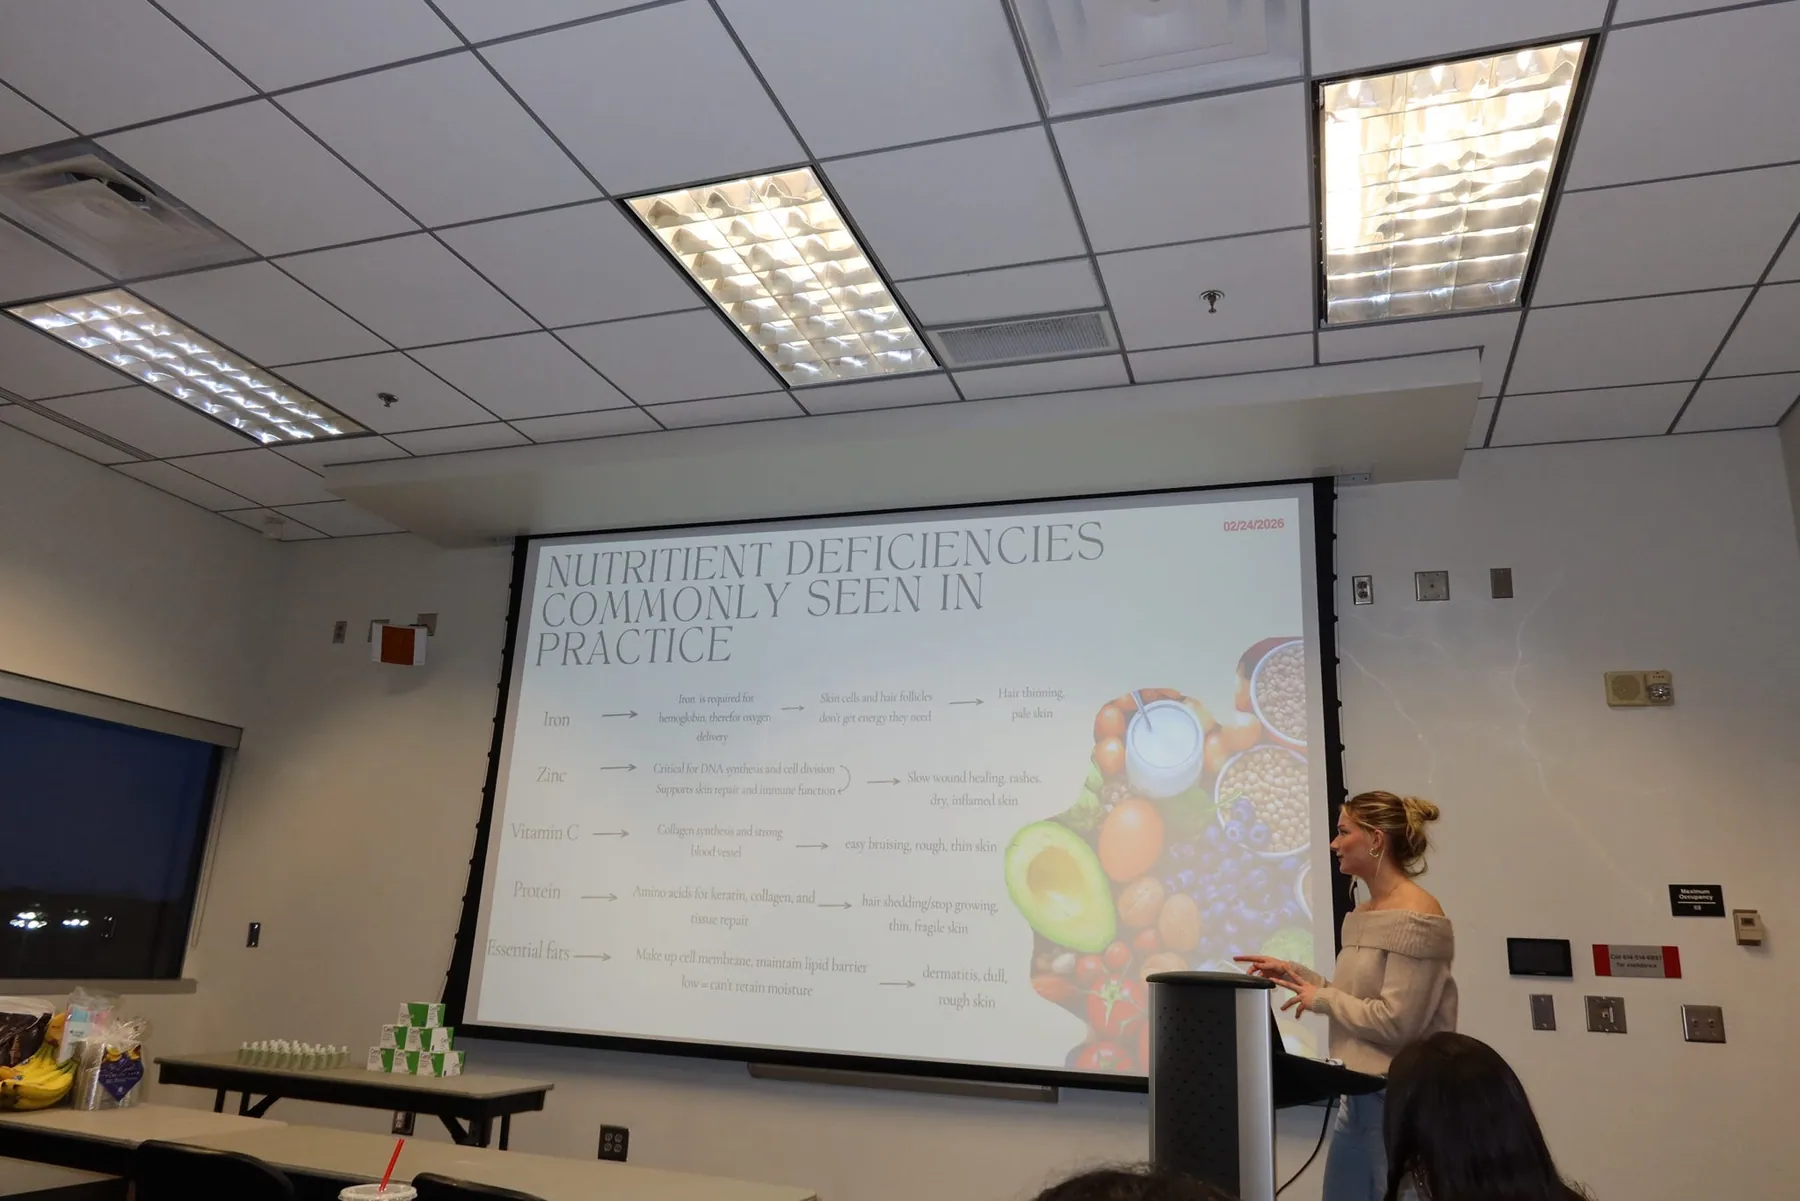 02/24/2026
NUTRITIENT DEFICIENCIES
COMMONLY SEEN IN
PRACTICE
Iron
Iron is required for
hemoglobin, therefor oxygen
delivery
Skin cells and hair follicles
don't get energy they need
Hair thinning,
pale skin
Zinc
Critical for DNA synthesis and cell division
Supports skin repair and immune function
Slow wound healing, rashes,
dry, inflamed skin
Vitamin C
Collagen synthesis and strong
blood vessel
easy bruising, rough, thin skin
Protein
Amino acids for keratin, collagen, and
tissue repair
hair shedding/stop growing,
thin, fragile skin
Essential fats
Make up cell membrane, maintain lipid barrier
low = can't retain moisture
dermatitis, dull,
rough skin
Maximum
Occupancy
for assistance